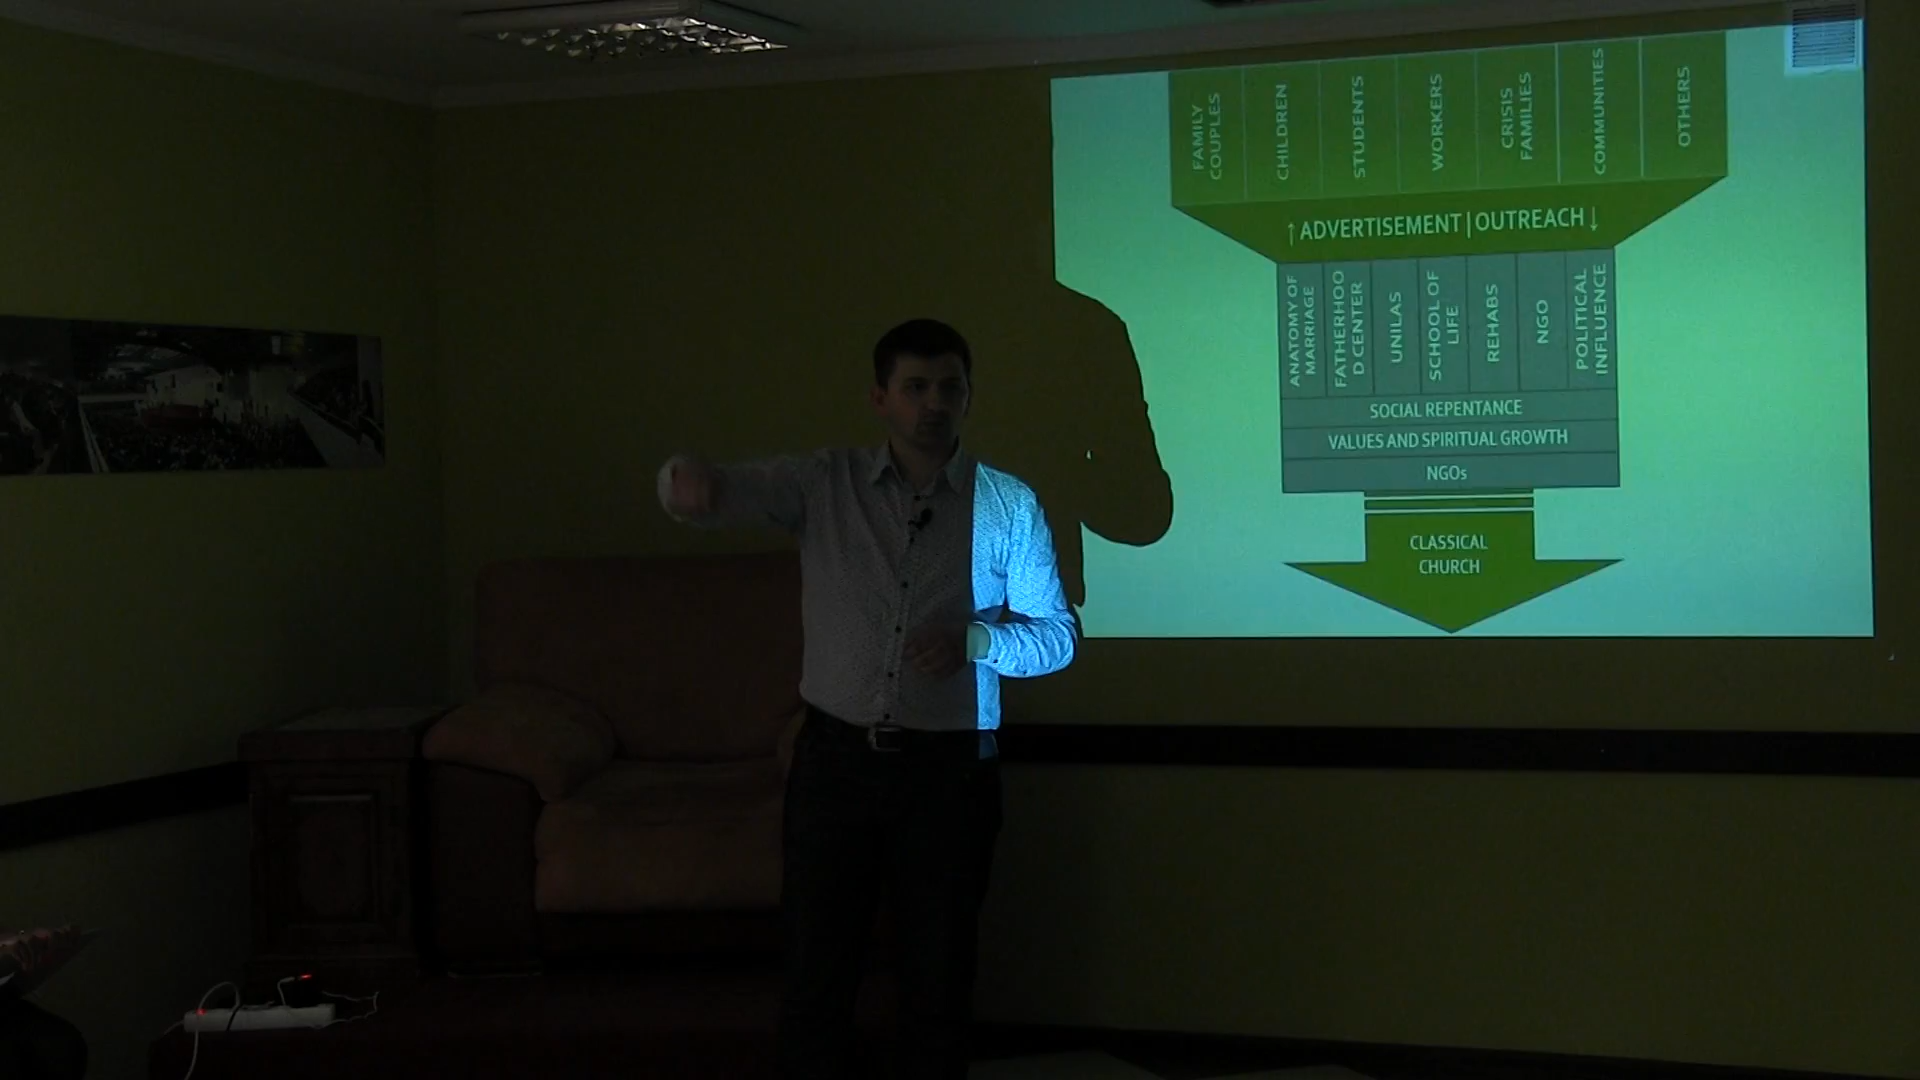 FAMILY
COUPLES
CHILDREN
STUDENTS
WORKERS
CRISIS
FAMILIES
COMMUNITIES
OTHERS
↑ ADVERTISEMENT | OUTREACH ↓
ANATOMY OF
MARRIAGE
FATHERHOO
D CENTER
UNILAS
SCHOOL OF
LIFE
REHABS
NGO
POLITICAL
INFLUENCE
SOCIAL REPENTANCE
VALUES AND SPIRITUAL GROWTH
NGOs
CLASSICAL
CHURCH